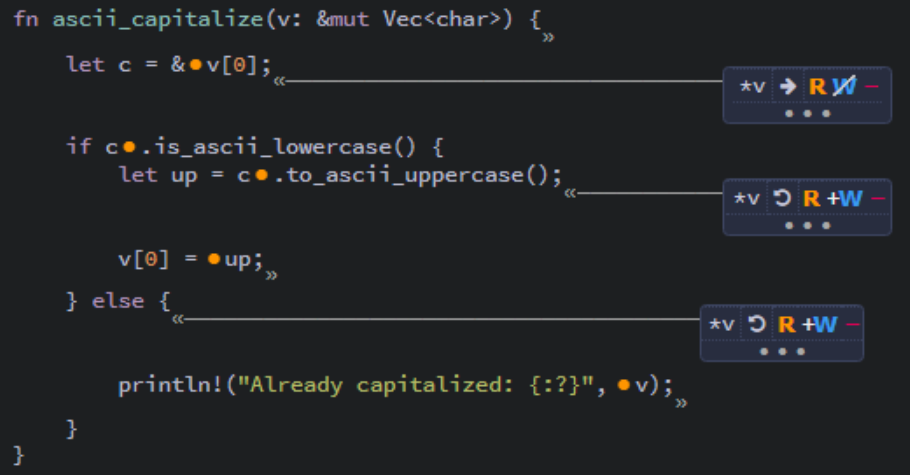 fn ascii_capitalize(v: &mut Vec<char>) { »
let c = &●v[0]; «
*v → R W −
● ● ●
if c●.is_ascii_lowercase() {
let up = c●.to_ascii_uppercase(); «
*v ⟲ R +W −
● ● ●
v[0] = ●up; »
} else { «
*v ⟲ R +W −
● ● ●
println!("Already capitalized: {:?}", ●v); »
}
}